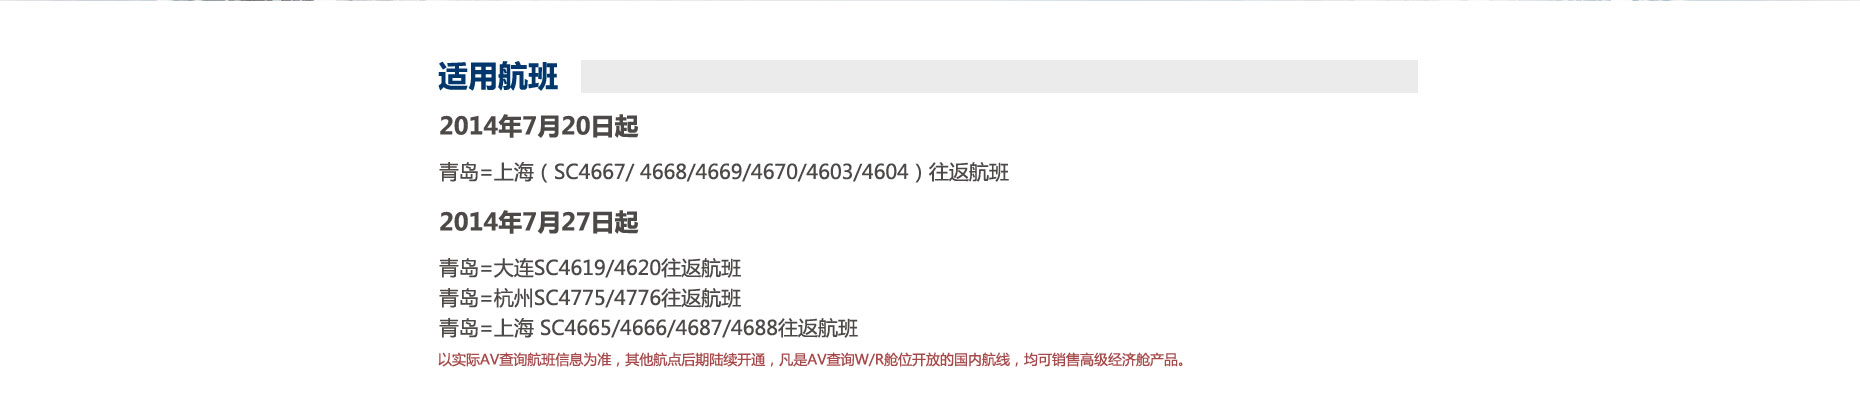 适用航班
2014年7月20日起
青岛=上海（SC4667/ 4668/4669/4670/4603/4604）往返航班
2014年7月27日起
青岛=大连SC4619/4620往返航班
青岛=杭州SC4775/4776往返航班
青岛=上海 SC4665/4666/4687/4688往返航班
以实际AV查询航班信息为准，其他航点后期陆续开通，凡是AV查询W/R舱位开放的国内航线，均可销售高级经济舱产品。